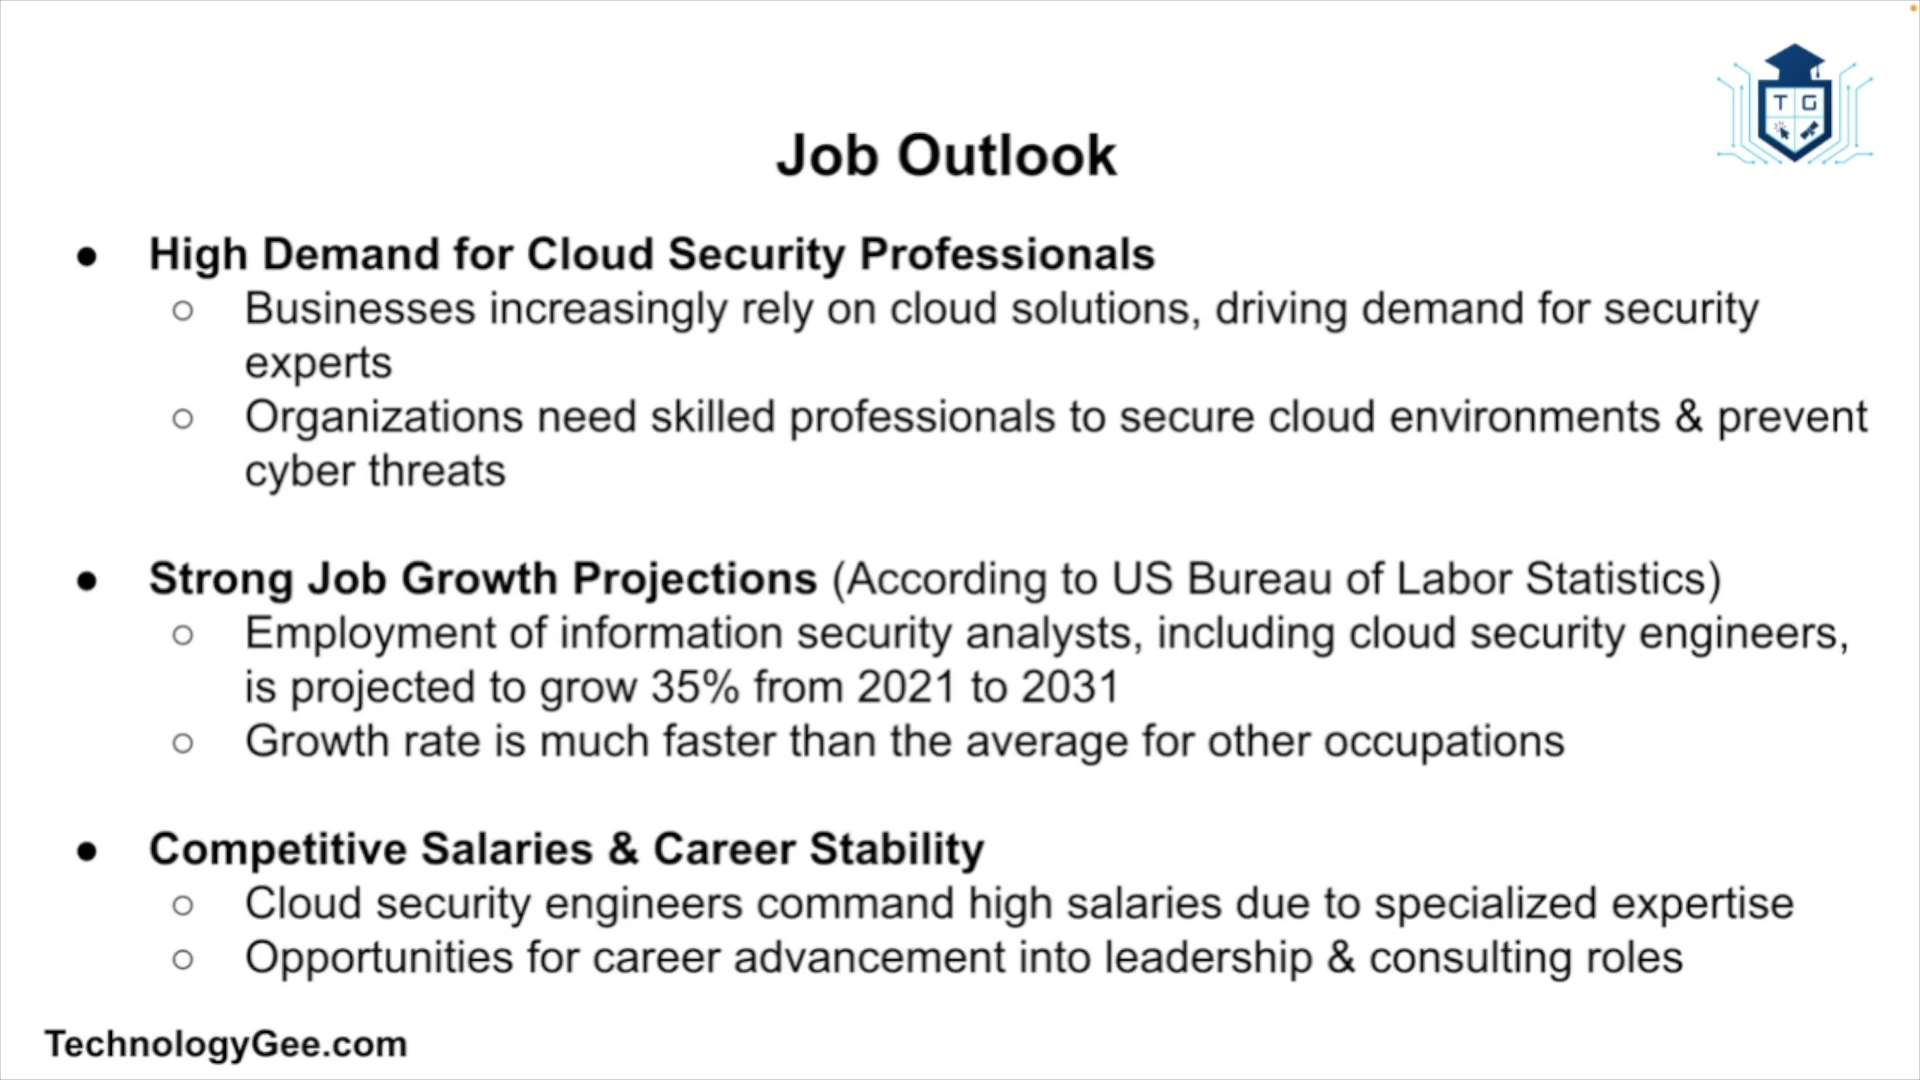 T G
Job Outlook
● High Demand for Cloud Security Professionals
○ Businesses increasingly rely on cloud solutions, driving demand for security
experts
○ Organizations need skilled professionals to secure cloud environments & prevent
cyber threats
● Strong Job Growth Projections (According to US Bureau of Labor Statistics)
○ Employment of information security analysts, including cloud security engineers,
is projected to grow 35% from 2021 to 2031
○ Growth rate is much faster than the average for other occupations
● Competitive Salaries & Career Stability
○ Cloud security engineers command high salaries due to specialized expertise
○ Opportunities for career advancement into leadership & consulting roles
TechnologyGee.com